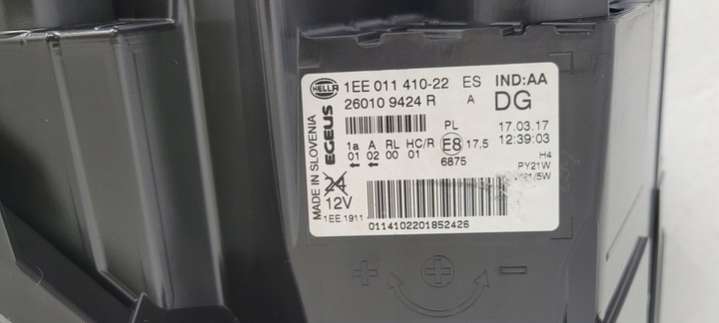 HELLA 1EE 011 410-22 ES IND:AA
26010 9424 R A DG
MADE IN SLOVENIA
EGEUS
PL 17.03.17
1a A RL HC/R E8 17.5 12:39:03
01 02 00 01 6875
H4
PY21W
24
12V
1EE 1911
0114102201852426